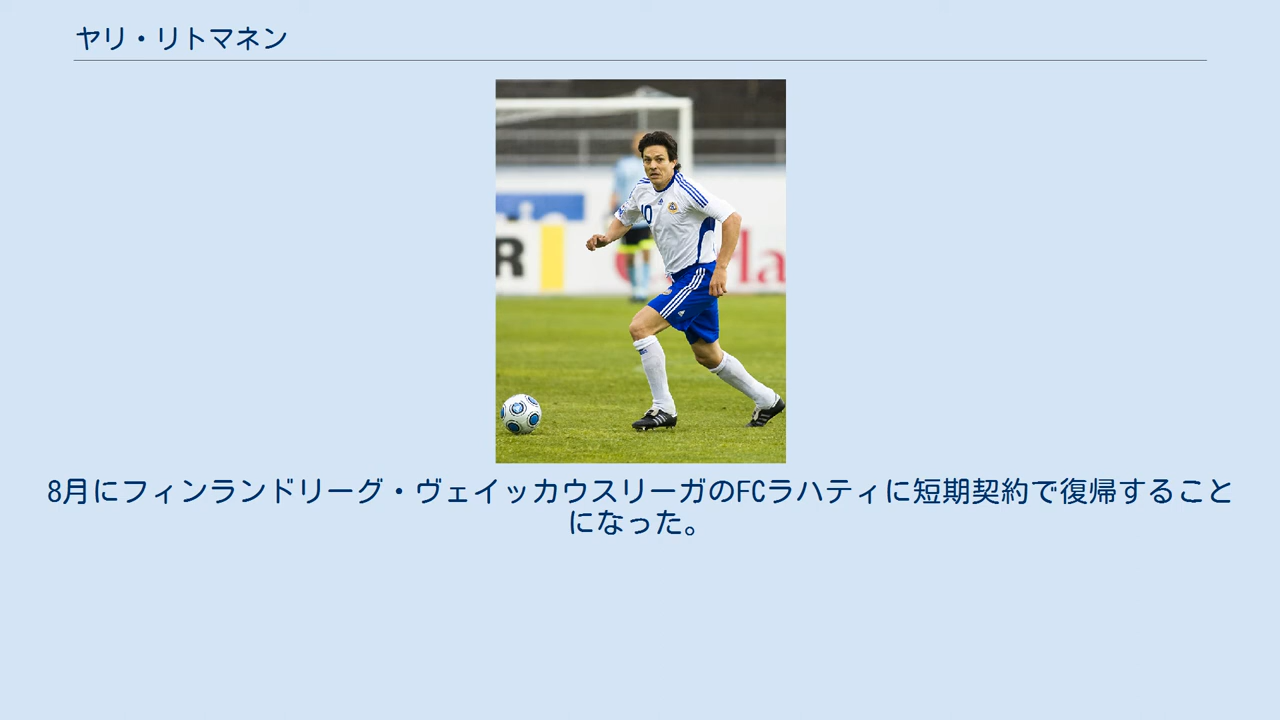 ヤリ・リトマネン
10
R
la
8月にフィンランドリーグ・ヴェイッカウスリーガのFCラハティに短期契約で復帰すること
になった。